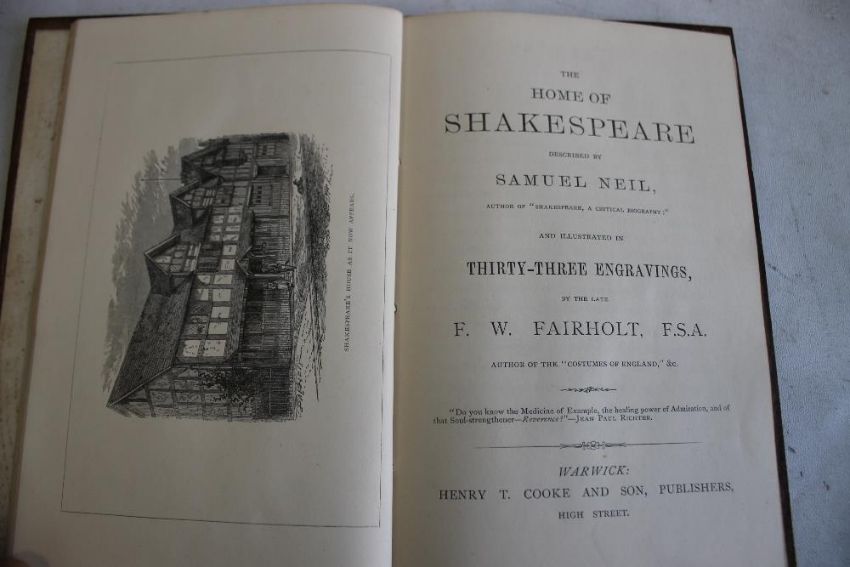 SHAKESPEARE'S HOUSE AS IT NOW APPEARS.
THE
HOME OF
SHAKESPEARE
DESCRIBED BY
SAMUEL NEIL,
AUTHOR OF "SHAKESPEARE, A CRITICAL BIOGRAPHY;"
AND ILLUSTRATED IN
THIRTY-THREE ENGRAVINGS,
BY THE LATE
F. W. FAIRHOLT, F.S.A.
AUTHOR OF THE "COSTUMES OF ENGLAND," &c.
"Do you know the Medicine of Example, the healing power of Admiration, and of
that Soul-strengthener—Reverence?"—JEAN PAUL RICHTER.
WARWICK:
HENRY T. COOKE AND SON, PUBLISHERS,
HIGH STREET.